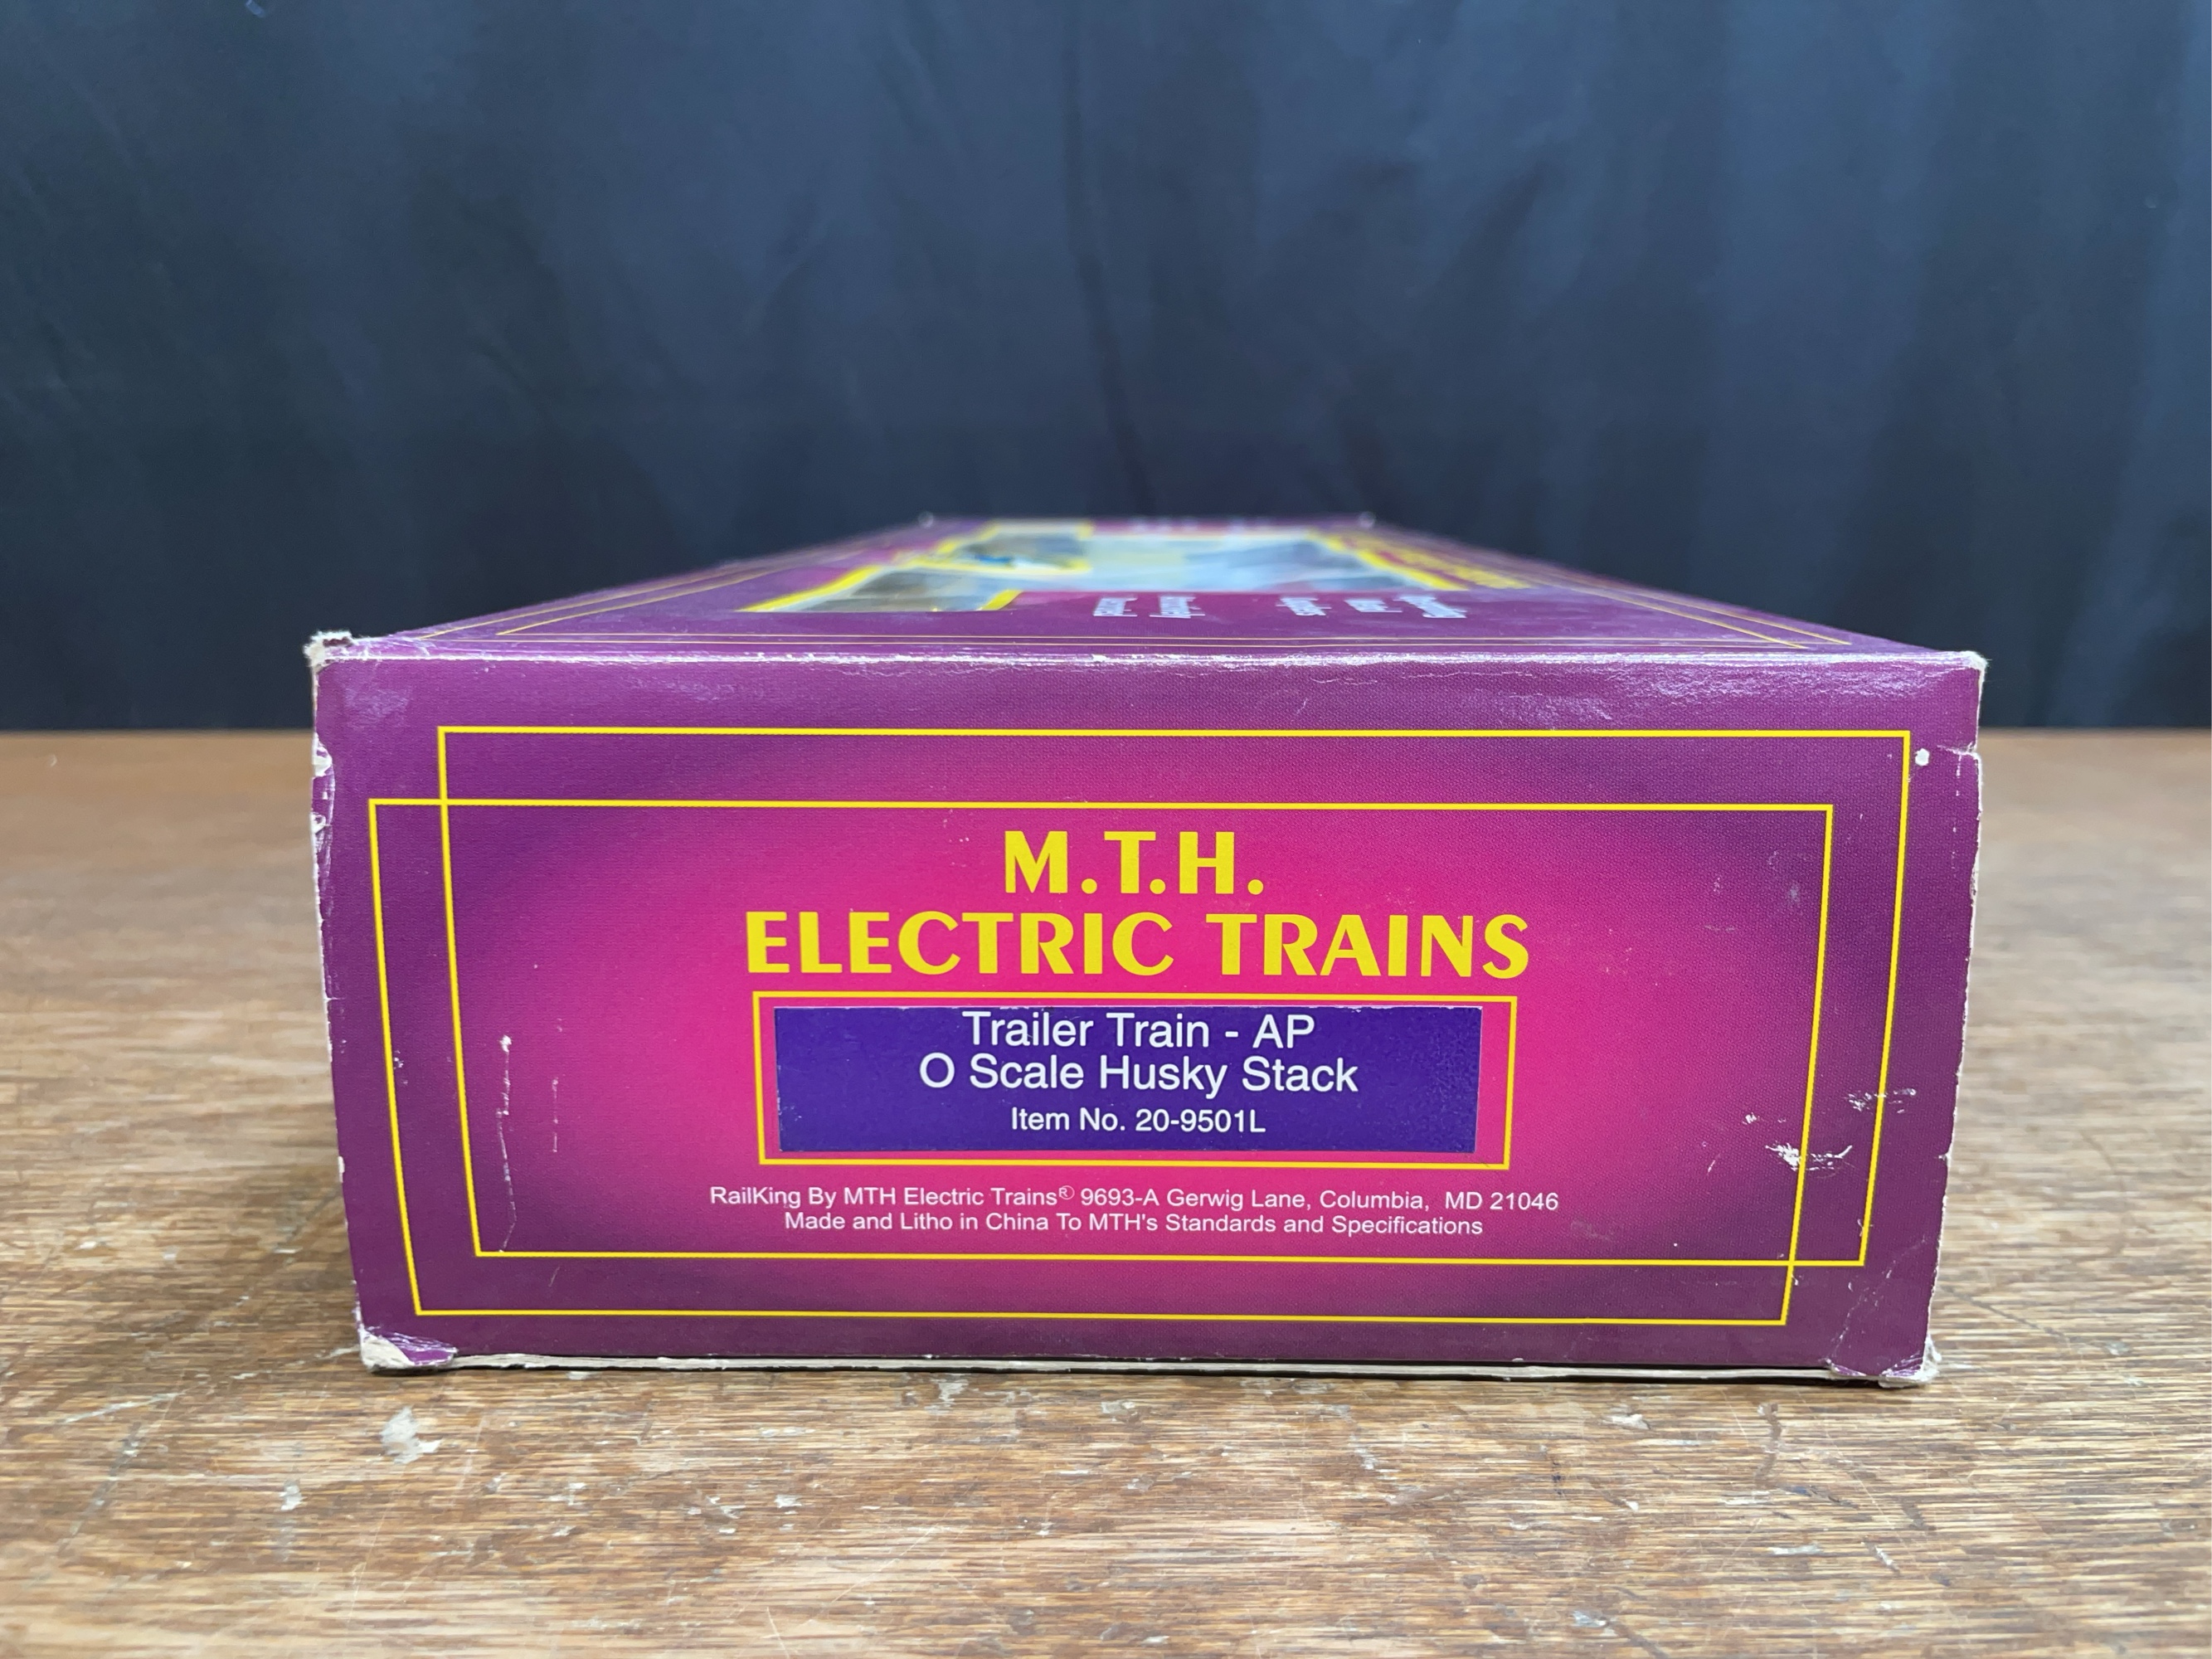 M.T.H.
ELECTRIC TRAINS
Trailer Train - AP
O Scale Husky Stack
Item No. 20-9501L
RailKing By MTH Electric Trains® 9693-A Gerwig Lane, Columbia, MD 21046
Made and Litho in China To MTH's Standards and Specifications